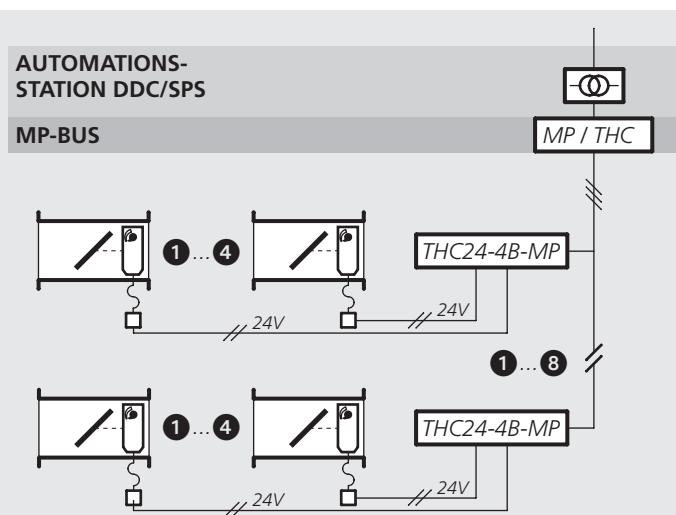 AUTOMATIONS-
STATION DDC/SPS
MP-BUS
MP / THC
1...4
THC24-4B-MP
24V
24V
1...8
1...4
THC24-4B-MP
24V
24V